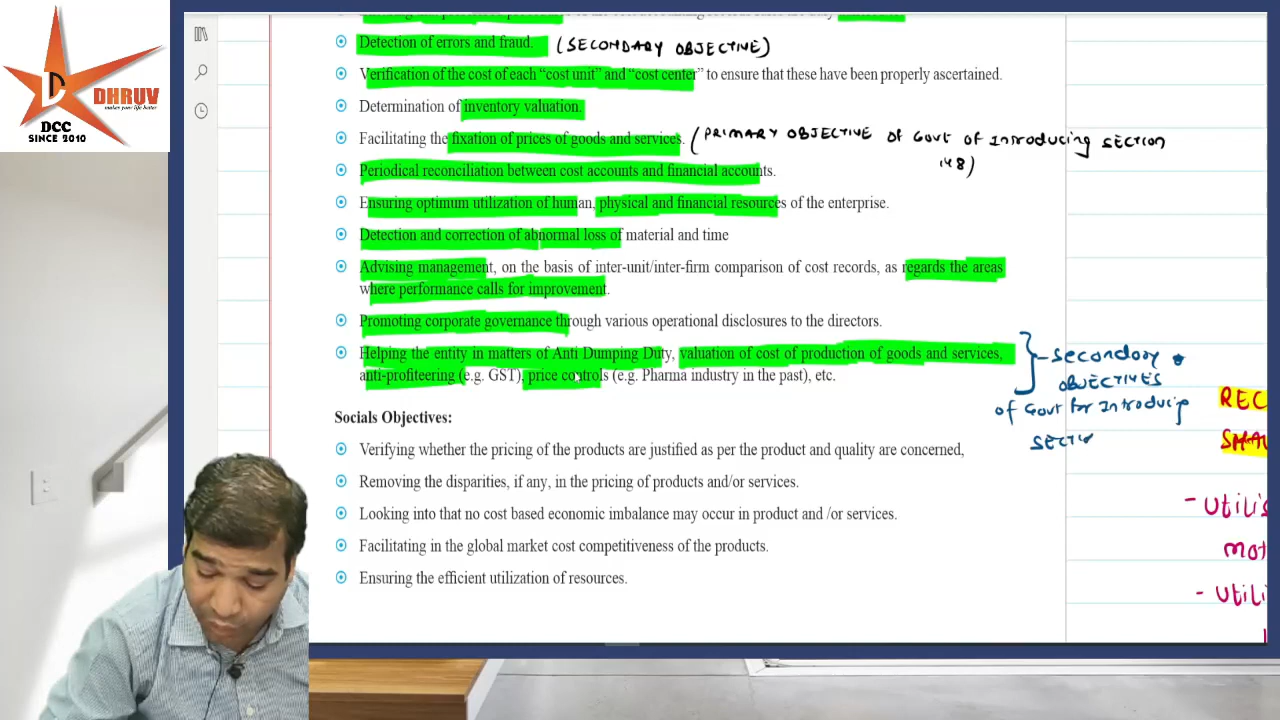 DHRUV
makes your life better
DCC
SINCE 2010
Detection of errors and fraud. (SECONDARY OBJECTIVE)
Verification of the cost of each “cost unit” and “cost center” to ensure that these have been properly ascertained.
Determination of inventory valuation.
Facilitating the fixation of prices of goods and services. (PRIMARY OBJECTIVE OF Govt OF Introducing SECTION
148)
Periodical reconciliation between cost accounts and financial accounts.
Ensuring optimum utilization of human, physical and financial resources of the enterprise.
Detection and correction of abnormal loss of material and time
Advising management, on the basis of inter-unit/inter-firm comparison of cost records, as regards the areas
where performance calls for improvement.
Promoting corporate governance through various operational disclosures to the directors.
Helping the entity in matters of Anti Dumping Duty, valuation of cost of production of goods and services,
anti-profiteering (e.g. GST), price controls (e.g. Pharma industry in the past), etc.
secondary
OBJECTIVES
of Govt for Introducing
SECTI
REC
Socials Objectives:
Verifying whether the pricing of the products are justified as per the product and quality are concerned,
Removing the disparities, if any, in the pricing of products and/or services.
Looking into that no cost based economic imbalance may occur in product and /or services.
Facilitating in the global market cost competitiveness of the products.
Ensuring the efficient utilization of resources.
- utilis
mat
- utili